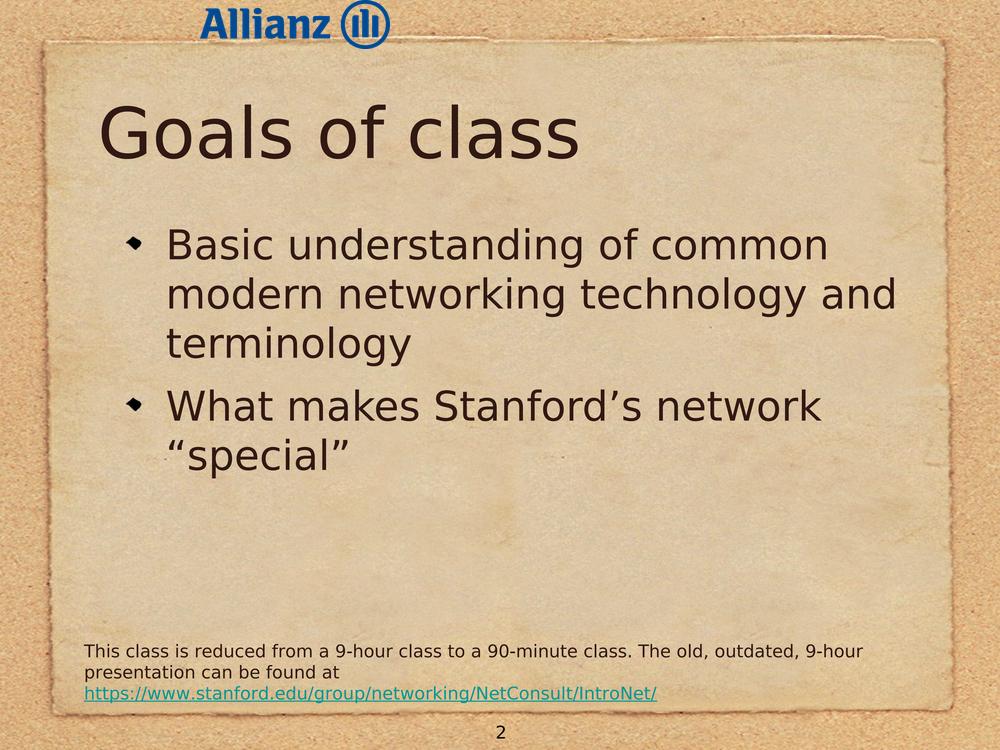 Allianz
Goals of class
Basic understanding of common
modern networking technology and
terminology
What makes Stanford’s network
“special”
This class is reduced from a 9-hour class to a 90-minute class. The old, outdated, 9-hour
presentation can be found at
https://www.stanford.edu/group/networking/NetConsult/IntroNet/
2